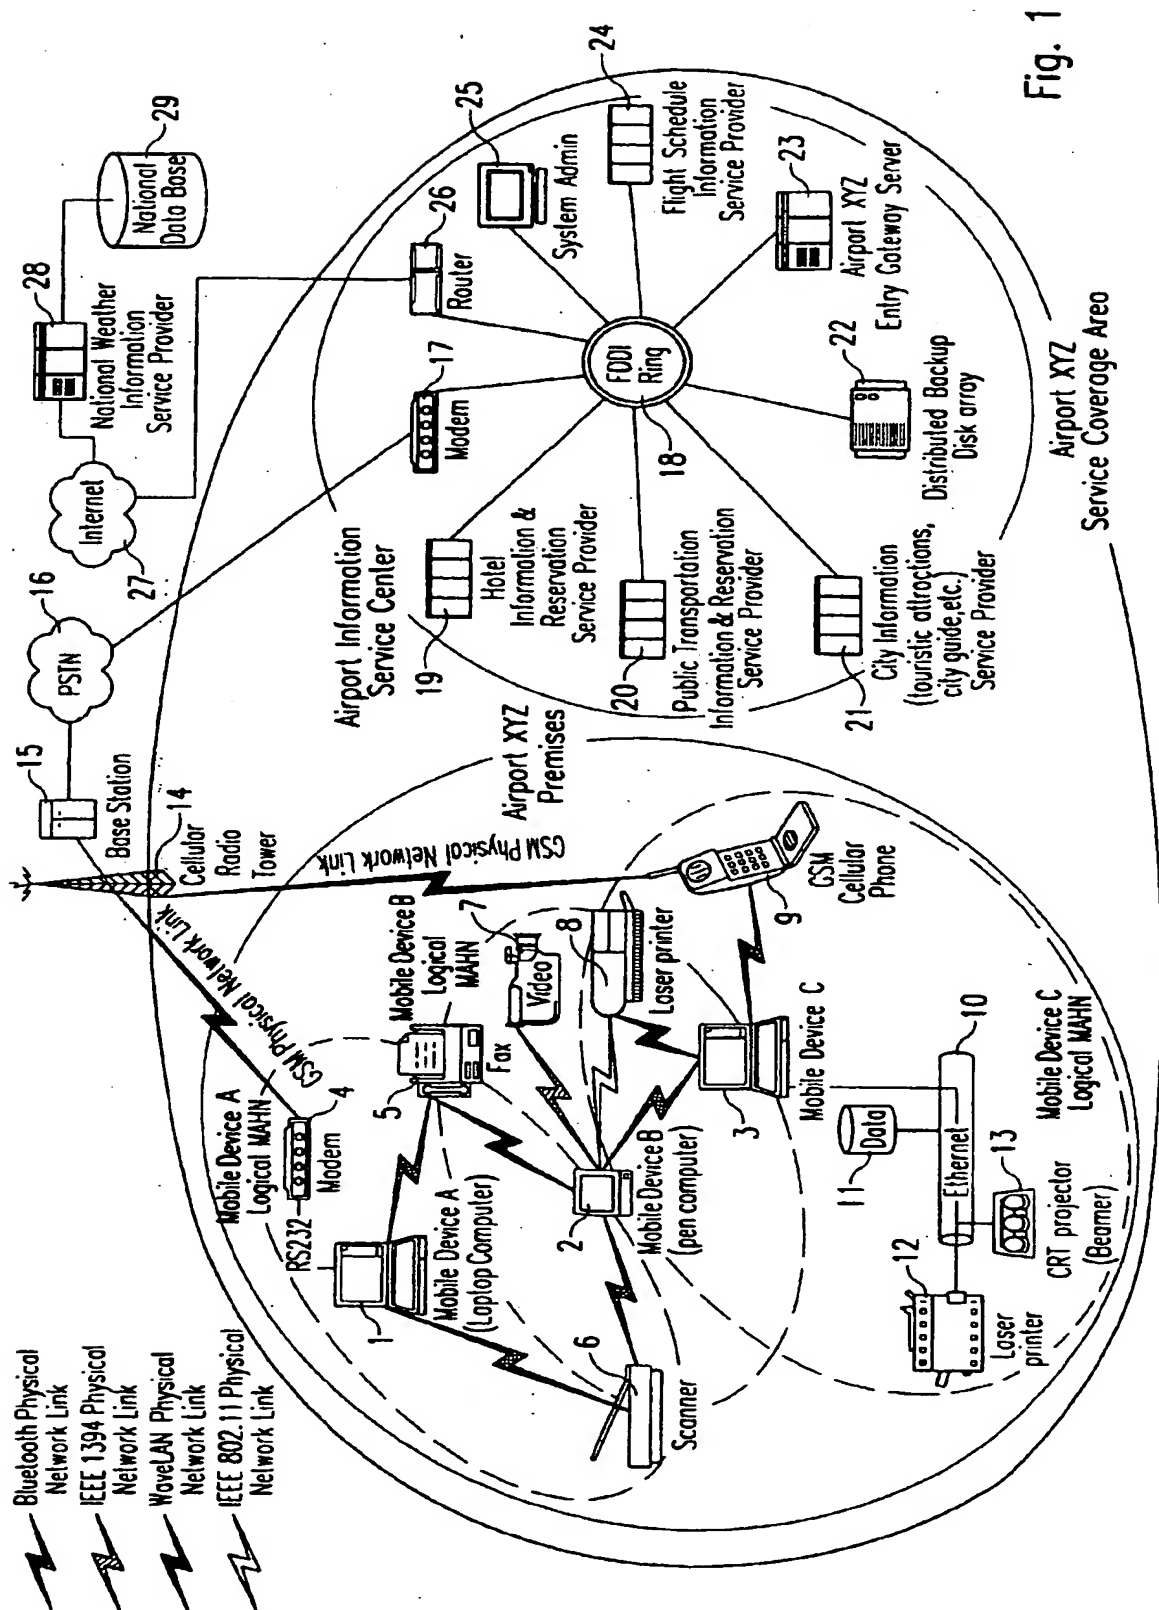 Bluetooth Physical
Network Link
IEEE 1394 Physical
Network Link
WaveLAN Physical
Network Link
IEEE 802.11 Physical
Network Link
Mobile Device A
Logical MAHN
RS232
Modem
4
1
Mobile Device A
(Laptop Computer)
GSM Physical Network Link
Cellular
Radio
Tower
14
Base Station
15
PSTN
16
Internet
27
National Weather
Information
Service Provider
28
National
Data Base
29
5
Fax
Mobile Device B
Logical
MAHN
7
Video
8
Laser printer
GSM Physical Network Link
9
GSM
Cellular
Phone
2
Mobile Device B
(pen computer)
6
Scanner
3
Mobile Device C
10
Ethernet
11
Data
12
Laser
printer
13
CRT projector
(Beamer)
Mobile Device C
Logical MAHN
Airport XYZ
Premises
Airport Information
Service Center
17
Modem
26
Router
25
System Admin
24
Flight Schedule
Information
Service Provider
23
Airport XYZ
Entry Gateway Server
22
Distributed Backup
Disk array
FDDI
Ring
18
19
Hotel
Information &
Reservation
Service Provider
20
Public Transportation
Information & Reservation
Service Provider
21
City Information
(touristic attractions,
city guide,etc.)
Service Provider
Airport XYZ
Service Coverage Area
Fig. 1